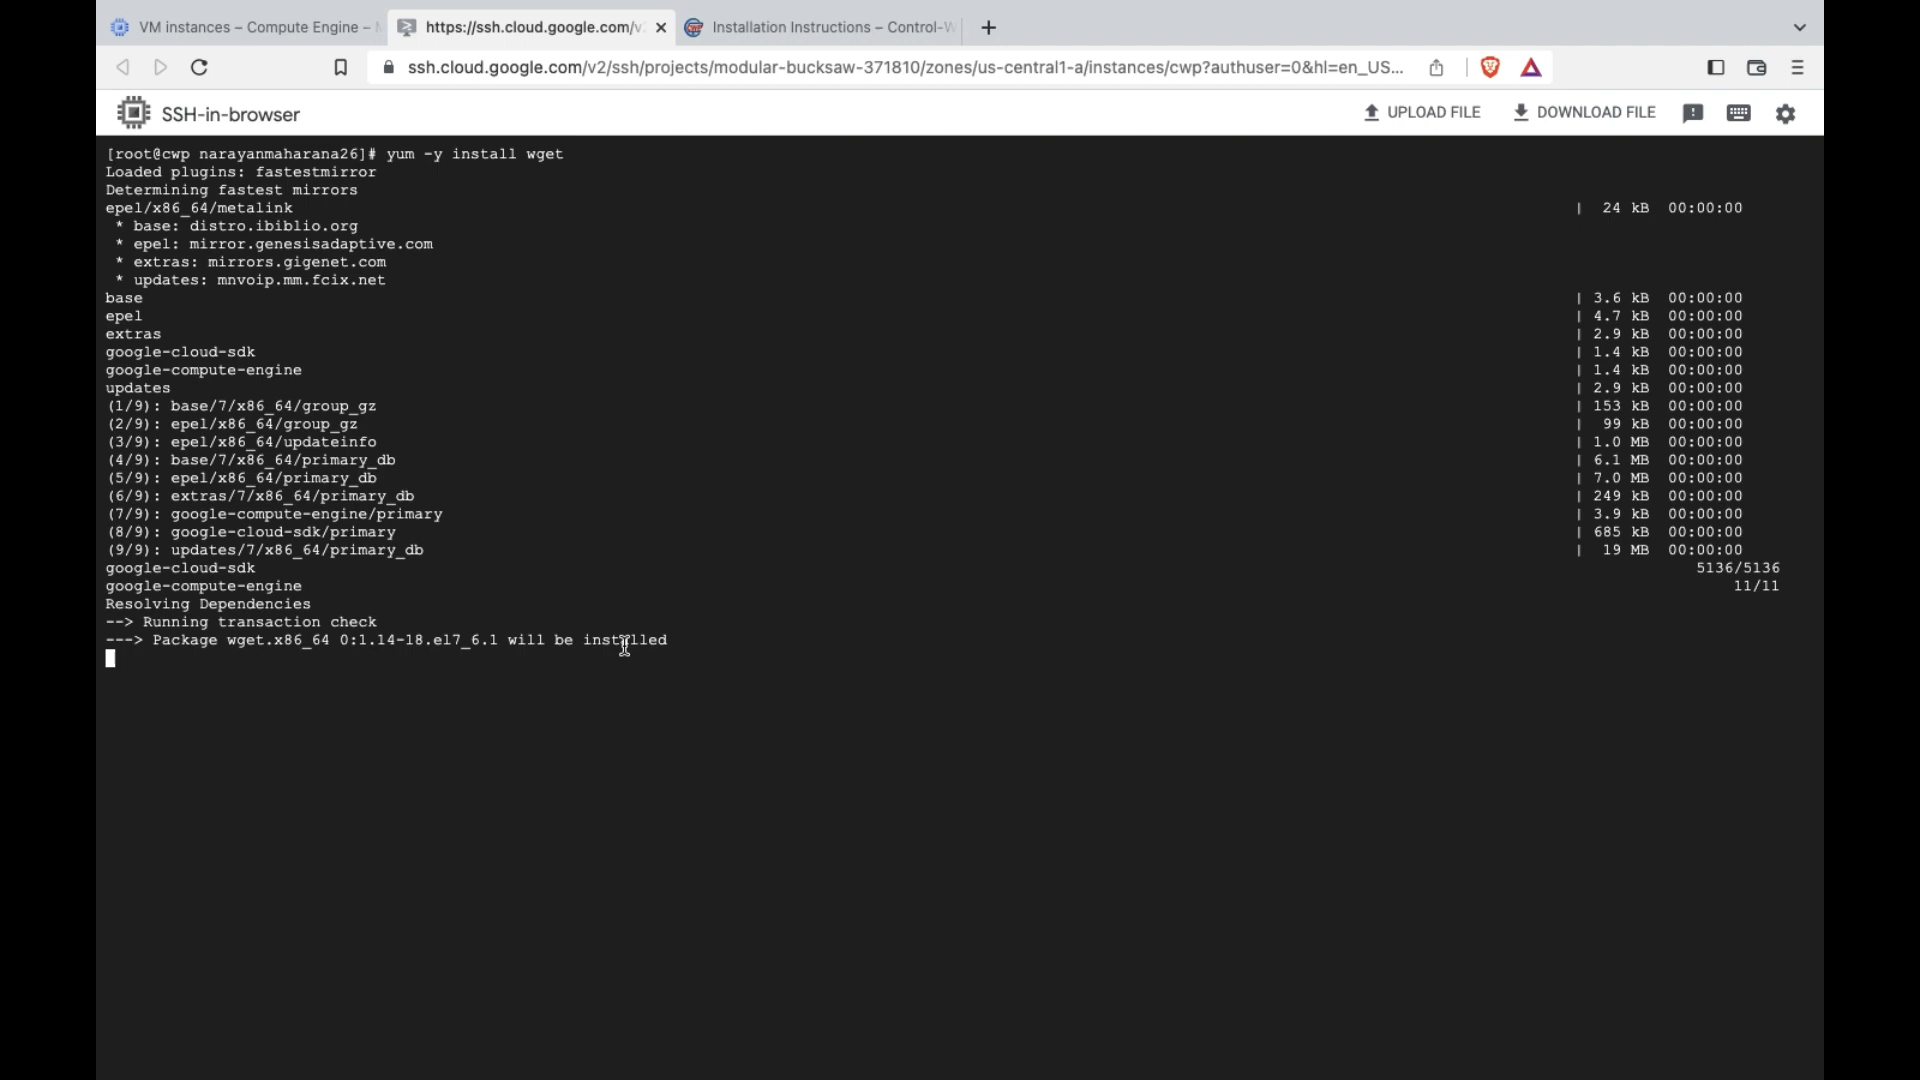 VM instances – Compute Engine –
https://ssh.cloud.google.com/v
Installation Instructions – Control-W
ssh.cloud.google.com/v2/ssh/projects/modular-bucksaw-371810/zones/us-central1-a/instances/cwp?authuser=0&hl=en_US...
SSH-in-browser
UPLOAD FILE
DOWNLOAD FILE
[root@cwp narayanmaharana26]# yum -y install wget
Loaded plugins: fastestmirror
Determining fastest mirrors
epel/x86_64/metalink | 24 kB 00:00:00
* base: distro.ibiblio.org
* epel: mirror.genesisadaptive.com
* extras: mirrors.gigenet.com
* updates: mnvoip.mm.fcix.net
base | 3.6 kB 00:00:00
epel | 4.7 kB 00:00:00
extras | 2.9 kB 00:00:00
google-cloud-sdk | 1.4 kB 00:00:00
google-compute-engine | 1.4 kB 00:00:00
updates | 2.9 kB 00:00:00
(1/9): base/7/x86_64/group_gz | 153 kB 00:00:00
(2/9): epel/x86_64/group_gz | 99 kB 00:00:00
(3/9): epel/x86_64/updateinfo | 1.0 MB 00:00:00
(4/9): base/7/x86_64/primary_db | 6.1 MB 00:00:00
(5/9): epel/x86_64/primary_db | 7.0 MB 00:00:00
(6/9): extras/7/x86_64/primary_db | 249 kB 00:00:00
(7/9): google-compute-engine/primary | 3.9 kB 00:00:00
(8/9): google-cloud-sdk/primary | 685 kB 00:00:00
(9/9): updates/7/x86_64/primary_db | 19 MB 00:00:00
google-cloud-sdk 5136/5136
google-compute-engine 11/11
Resolving Dependencies
--> Running transaction check
---> Package wget.x86_64 0:1.14-18.el7_6.1 will be installed